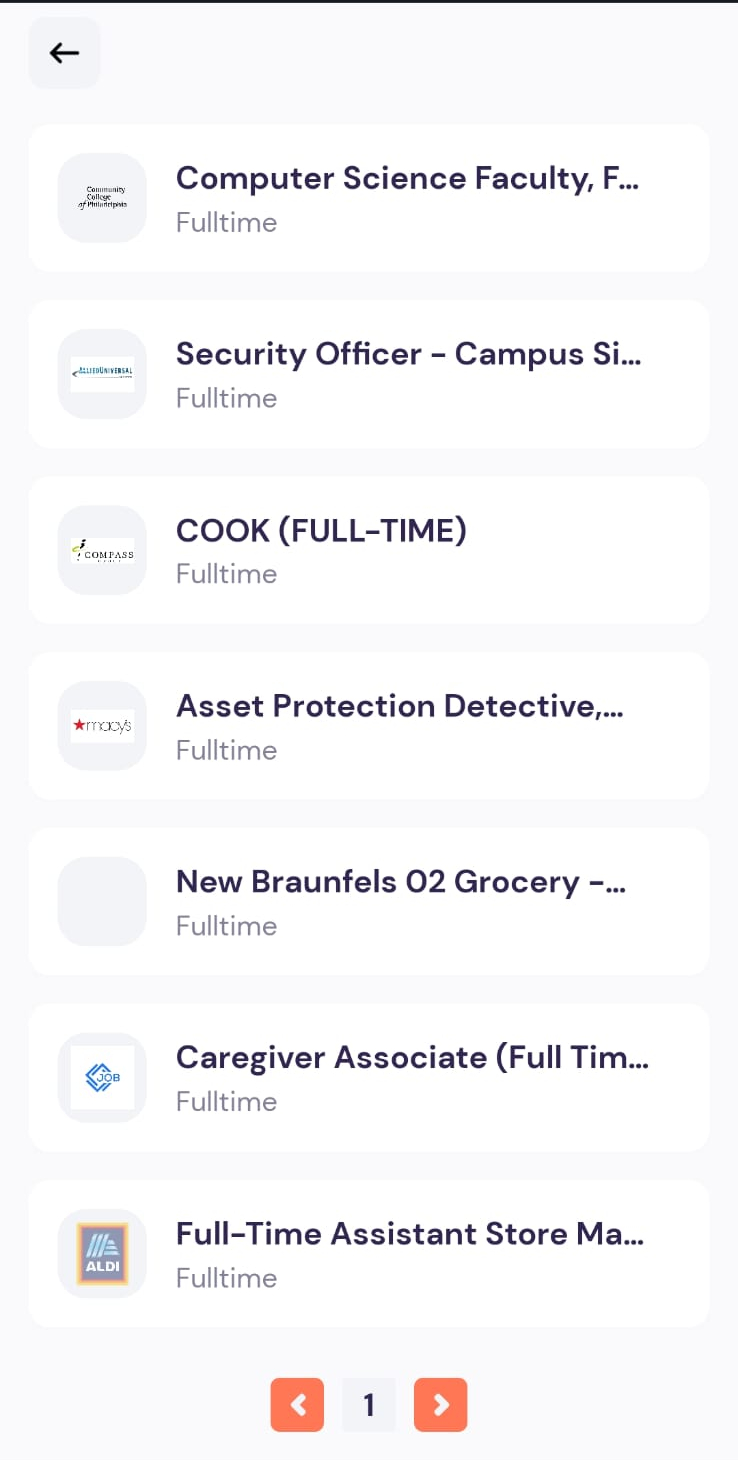 Community
College
of Philadelphia
Computer Science Faculty, F...
Fulltime
ALLIEDUNIVERSAL
Security Officer - Campus Si...
Fulltime
COMPASS
COOK (FULL-TIME)
Fulltime
macy's
Asset Protection Detective,...
Fulltime
New Braunfels 02 Grocery -...
Fulltime
JOB
Caregiver Associate (Full Tim...
Fulltime
ALDI
Full-Time Assistant Store Ma...
Fulltime
1